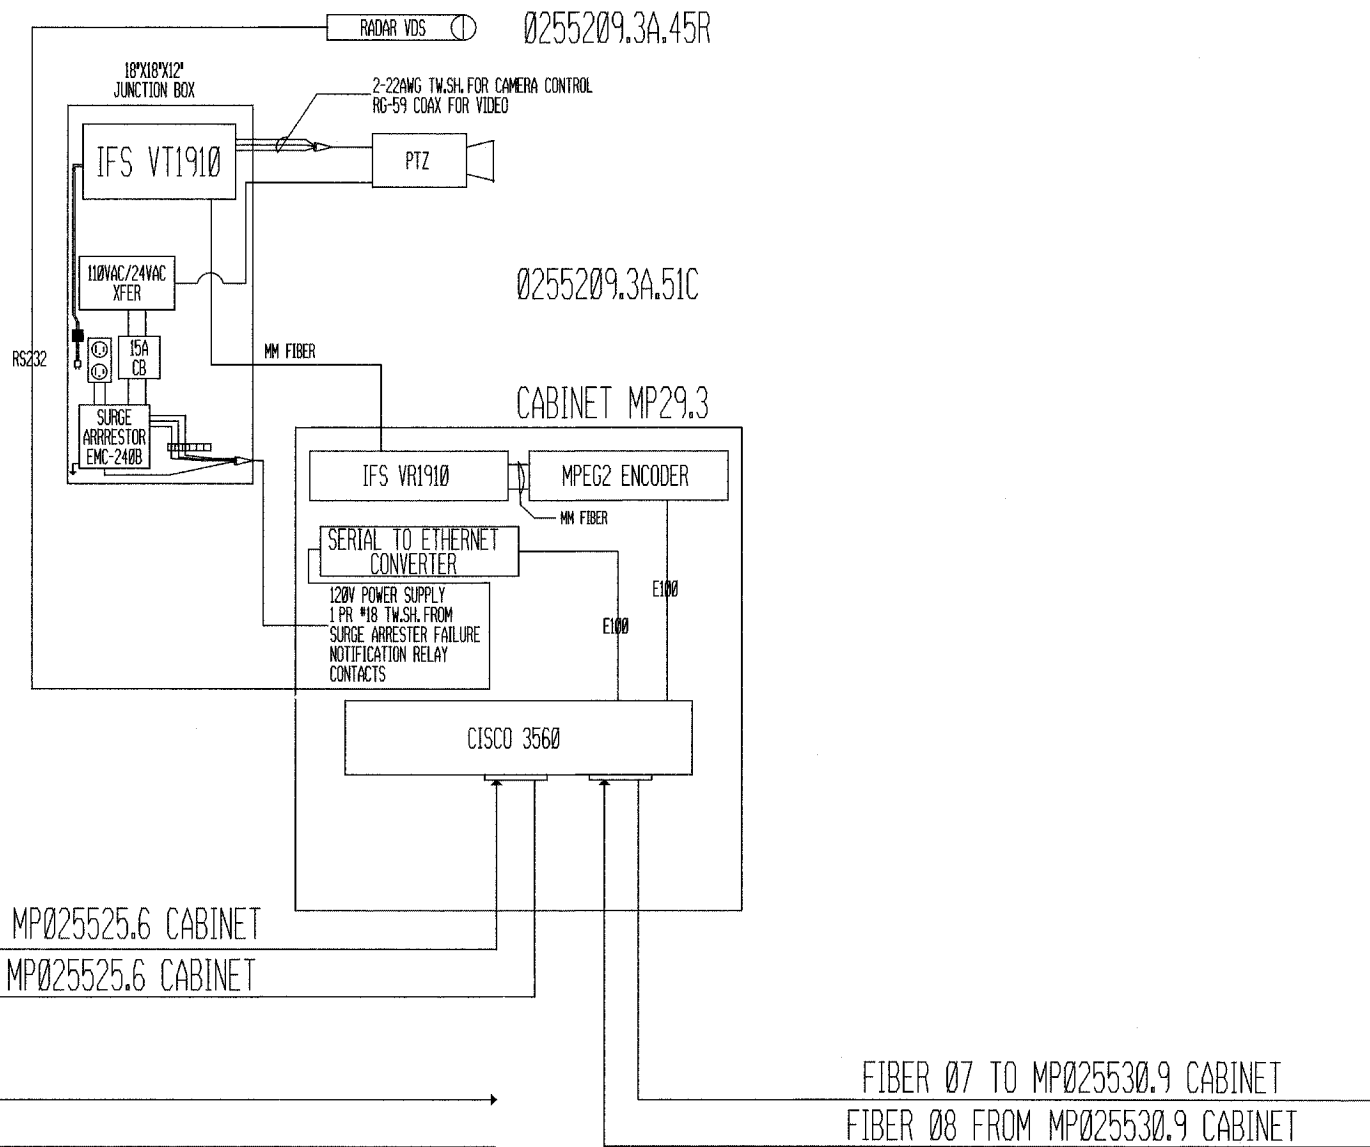 RADAR VDS
Ø2552Ø9.3A.45R
18"X18"X12"
JUNCTION BOX
2-22AWG TW.SH. FOR CAMERA CONTROL
RG-59 COAX FOR VIDEO
IFS VT191Ø
PTZ
11ØVAC/24VAC
XFER
Ø2552Ø9.3A.51C
RS232
15A
CB
MM FIBER
SURGE
ARRRESTOR
EMC-24ØB
CABINET MP29.3
IFS VR191Ø
MPEG2 ENCODER
MM FIBER
SERIAL TO ETHERNET
CONVERTER
12ØV POWER SUPPLY
1 PR #18 TW.SH. FROM
SURGE ARRESTER FAILURE
NOTIFICATION RELAY
CONTACTS
E1ØØ
E1ØØ
CISCO 356Ø
MPØ25525.6 CABINET
MPØ25525.6 CABINET
FIBER Ø7 TO MPØ2553Ø.9 CABINET
FIBER Ø8 FROM MPØ2553Ø.9 CABINET